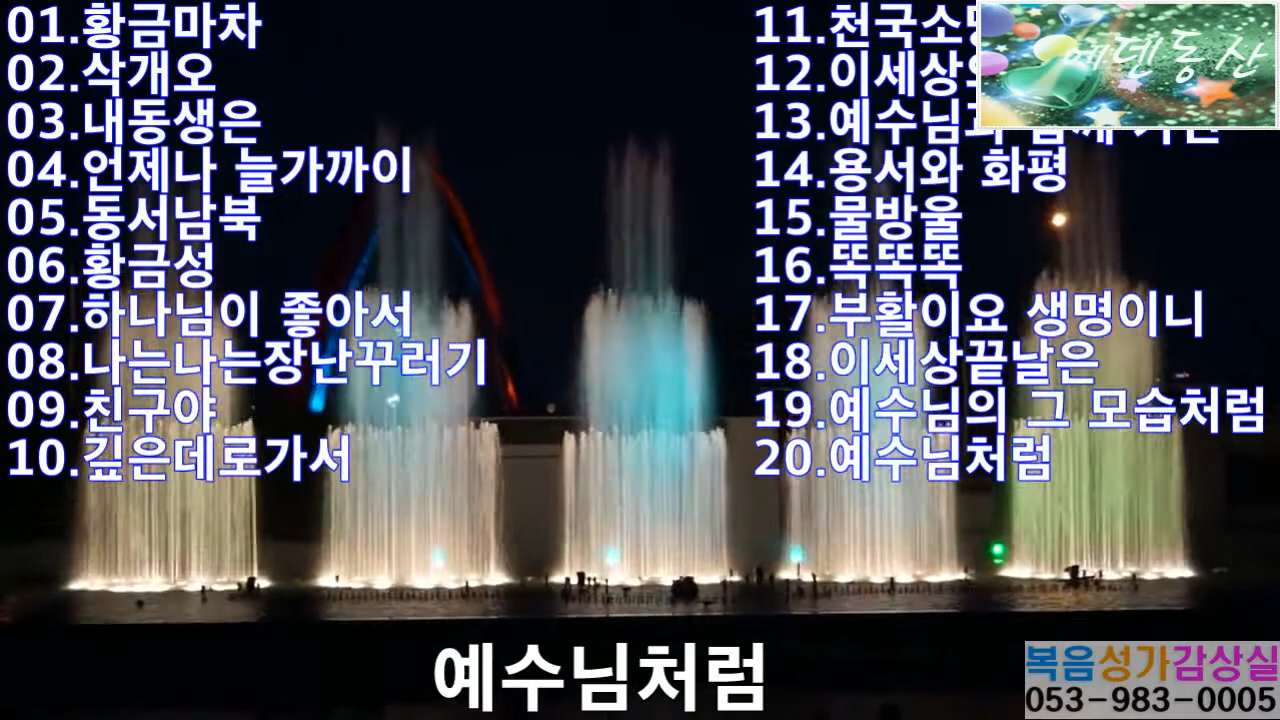 01.황금마차
02.삭개오
03.내동생은
04.언제나 늘가까이
05.동서남북
06.황금성
07.하나님이 좋아서
08.나는나는장난꾸러기
09.친구야
10.깊은데로가서
11.천국소
12.이세상
13.예수님과 함께
14.용서와 화평
15.물방울
16.똑똑똑
17.부활이요 생명이니
18.이세상끝날은
19.예수님의 그 모습처럼
20.예수님처럼
에덴동산
예수님처럼
복음성가감상실
053-983-0005